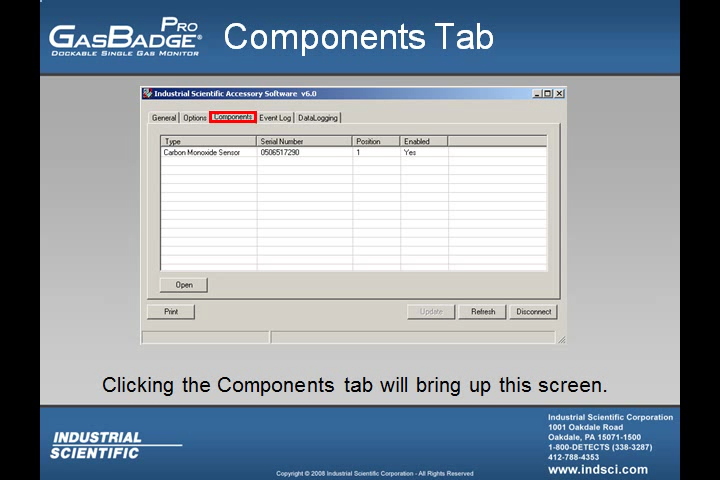 GASBADGE® PRO
DOCKABLE SINGLE GAS MONITOR
Components Tab
Industrial Scientific Accessory Software v6.0
General Options Components Event Log DataLogging
Type Serial Number Position Enabled
Carbon Monoxide Sensor 0506517290 1 Yes
Open
Print Update Refresh Disconnect
Clicking the Components tab will bring up this screen.
INDUSTRIAL
SCIENTIFIC
Industrial Scientific Corporation
1001 Oakdale Road
Oakdale, PA 15071-1500
1-800-DETECTS (338-3287)
412-788-4353
www.indsci.com
Copyright © 2008 Industrial Scientific Corporation - All Rights Reserved